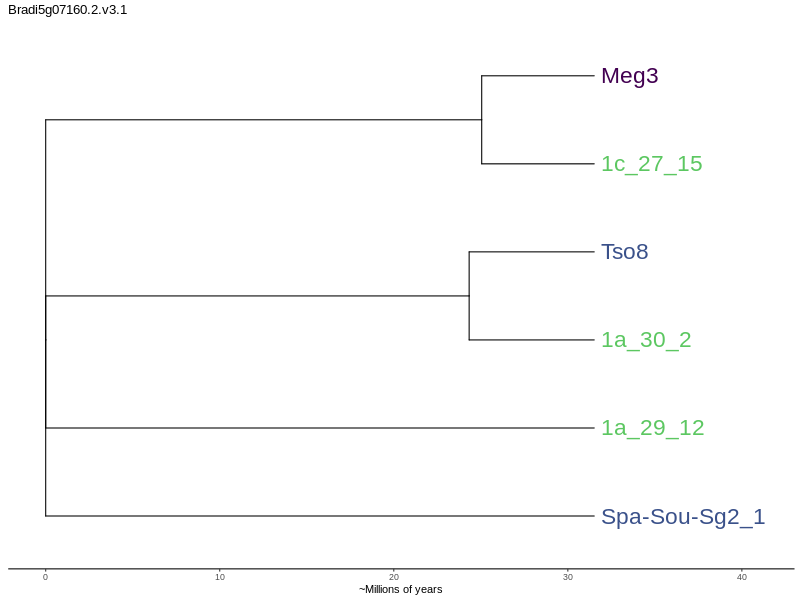 Bradi5g07160.2.v3.1
Meg3
1c_27_15
Tso8
1a_30_2
1a_29_12
Spa-Sou-Sg2_1
0 10 20 30 40
~Millions of years